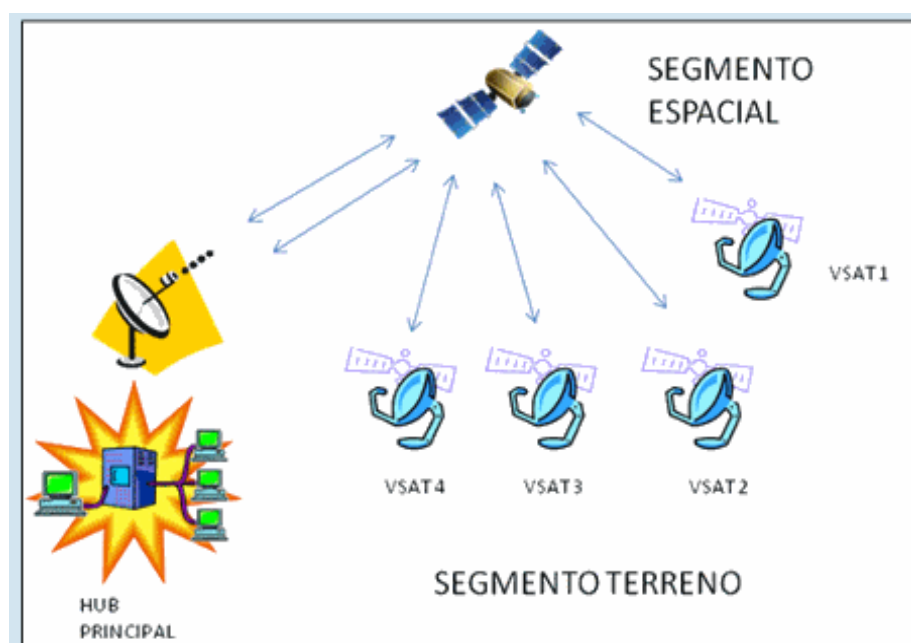 SEGMENTO
ESPACIAL
VSAT1
VSAT4
VSAT3
VSAT2
SEGMENTO TERRENO
HUB
PRINCIPAL